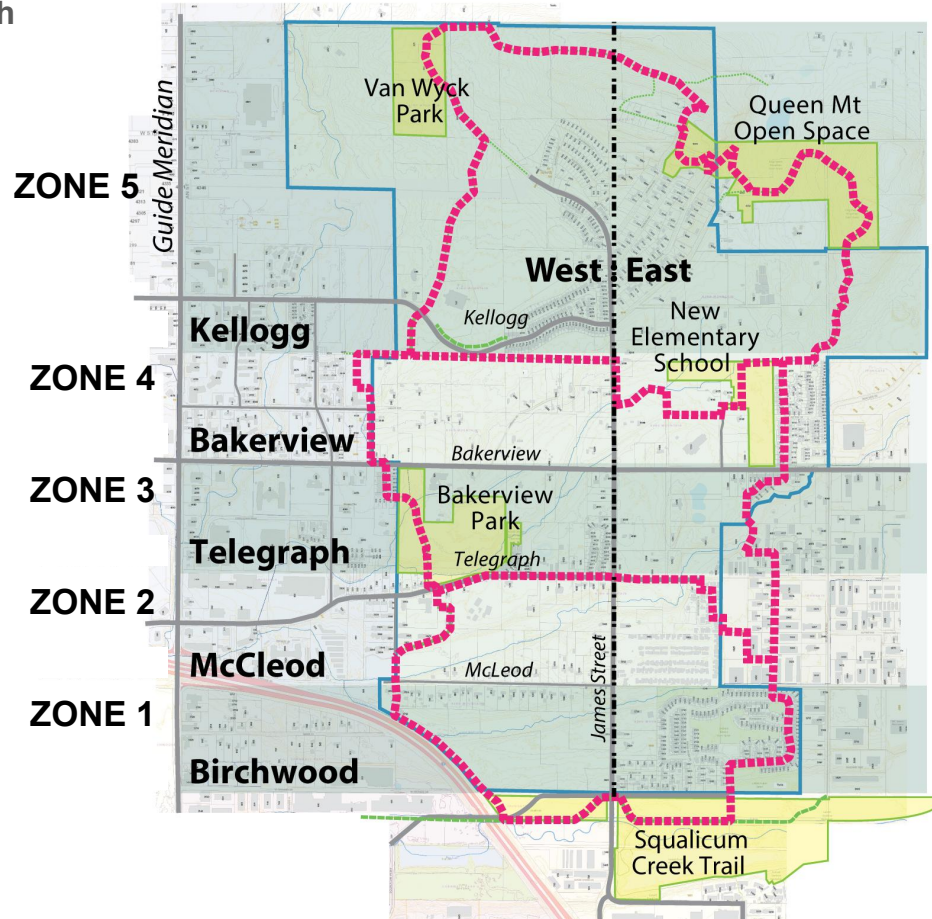 h
Van Wyck
Park
Queen Mt
Open Space
Guide Meridian
ZONE 5
West East
New
Elementary
School
Kellogg
Kellogg
ZONE 4
Bakerview
Bakerview
ZONE 3
Bakerview
Park
Telegraph
Telegraph
ZONE 2
McCleod
McLeod
James Street
ZONE 1
Birchwood
Squalicum
Creek Trail